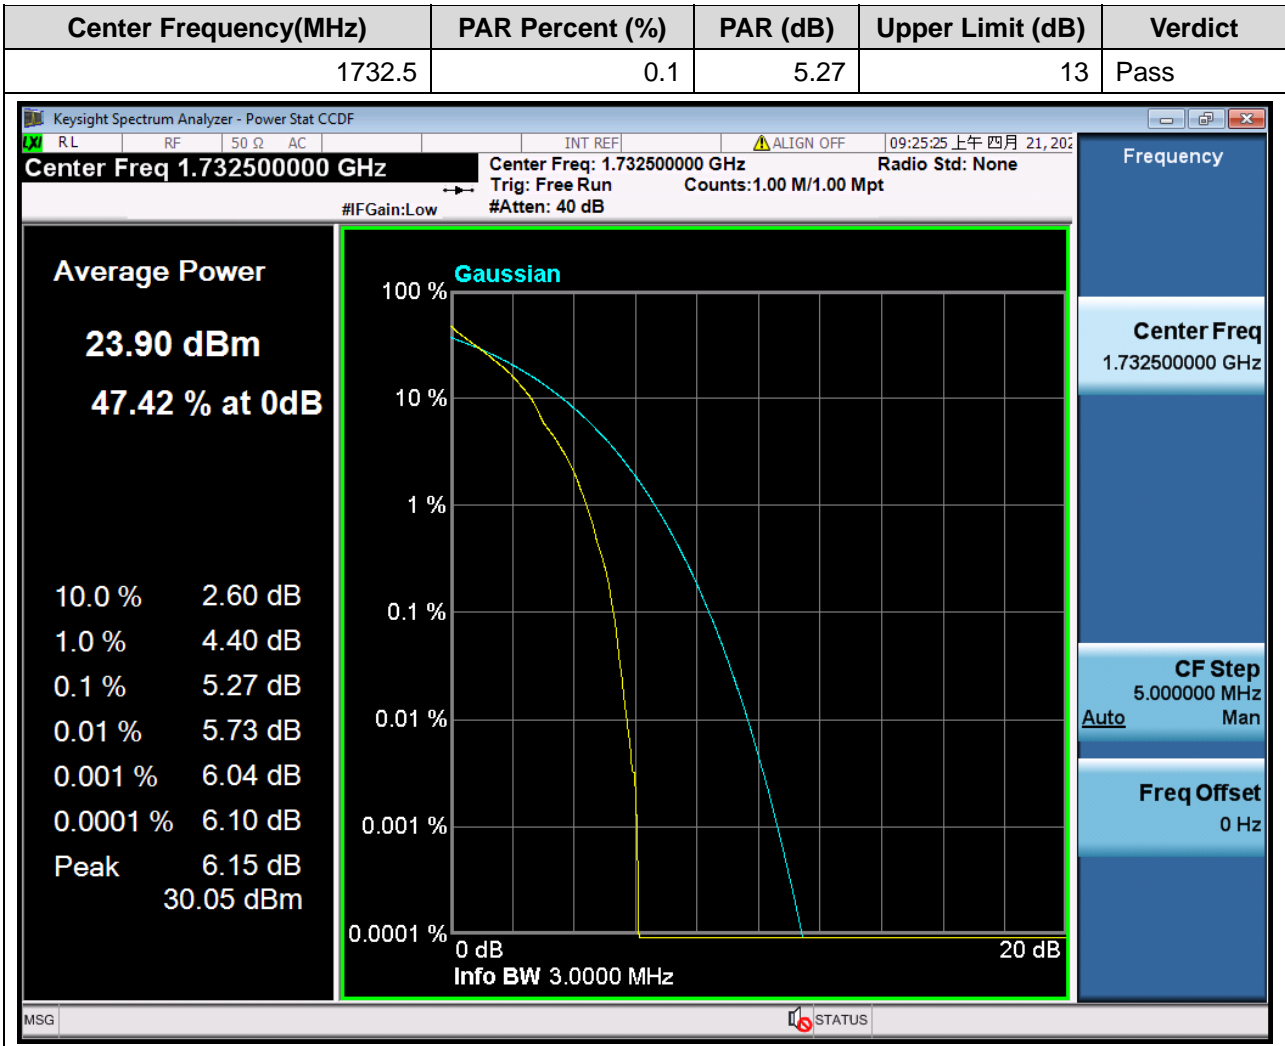 Center Frequency(MHz) PAR Percent (%) PAR (dB) Upper Limit (dB) Verdict
1732.5 0.1 5.27 13 Pass
Keysight Spectrum Analyzer - Power Stat CCDF
LXI RL RF 50 Ω AC INT REF ALIGN OFF 09:25:25 上午 四月 21, 202
Center Freq 1.732500000 GHz
Center Freq: 1.732500000 GHz Radio Std: None
Trig: Free Run Counts:1.00 M/1.00 Mpt
#IFGain:Low #Atten: 40 dB
Average Power
23.90 dBm
47.42 % at 0dB
10.0 % 2.60 dB
1.0 % 4.40 dB
0.1 % 5.27 dB
0.01 % 5.73 dB
0.001 % 6.04 dB
0.0001 % 6.10 dB
Peak 6.15 dB
30.05 dBm
Gaussian
100 %
10 %
1 %
0.1 %
0.01 %
0.001 %
0.0001 %
0 dB 20 dB
Info BW 3.0000 MHz
Frequency
Center Freq
1.732500000 GHz
CF Step
5.000000 MHz
Auto Man
Freq Offset
0 Hz
MSG STATUS